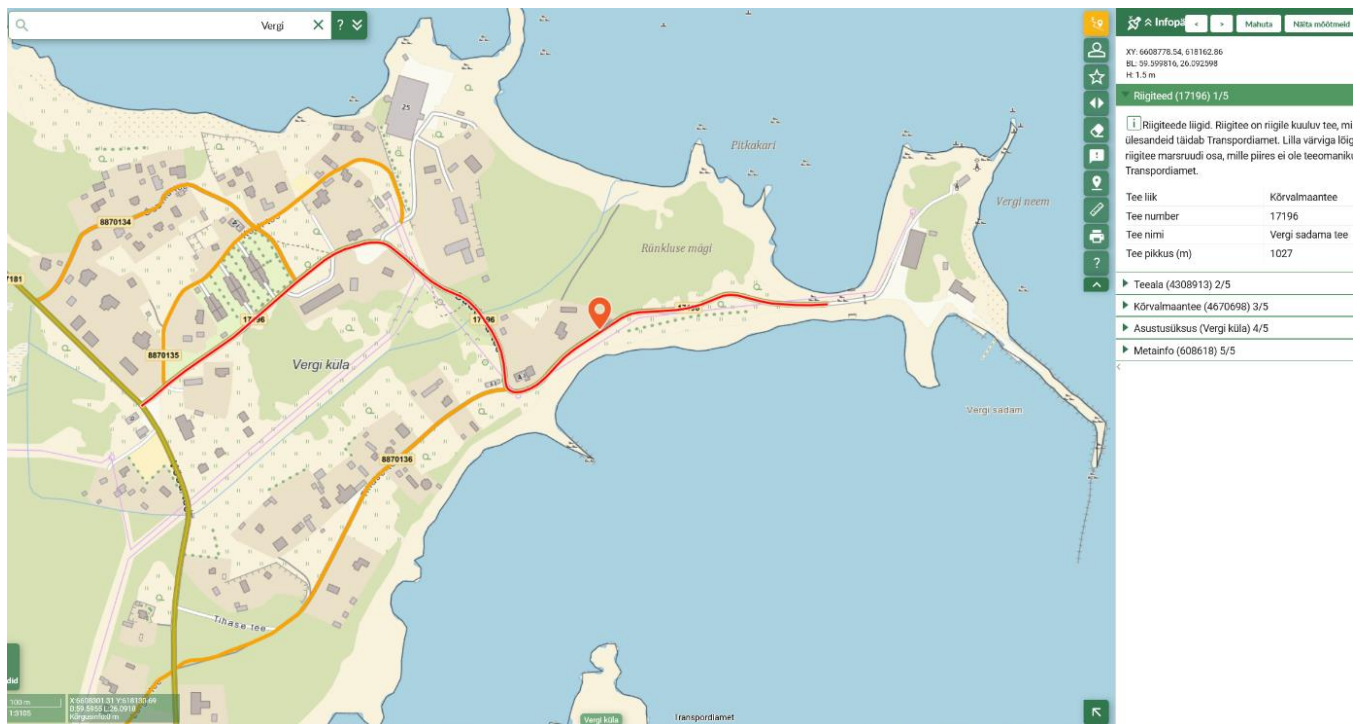 Vergi
?
Infopa
< >
Mahuta
Näita mõõtmeid
XY: 6608778.54, 618162.86
BL: 59.599816, 26.092598
H: 1.5 m
Riigiteed (17196) 1/5
Riigiteede liigid. Riigitee on riigile kuuluv tee, mi
ülesandeid täidab Transpordiamet. Lilla värviga lõig
riigitee marsruudi osa, mille piires ei ole teeomaniku
Transpordiamet.
Tee liik Kõrvalmaantee
Tee number 17196
Tee nimi Vergi sadama tee
Tee pikkus (m) 1027
Teeala (4308913) 2/5
Kõrvalmaantee (4670698) 3/5
Asustusüksus (Vergi küla) 4/5
Metainfo (608618) 5/5
25
Pitkakari
Vergi neem
8870134
Rünkluse mägi
7181
17196
8870135
Vergi küla
Vergi sadam
8870136
Tihase tee
did
100 m
1:3105
Vergi küla
Transpordiamet
?